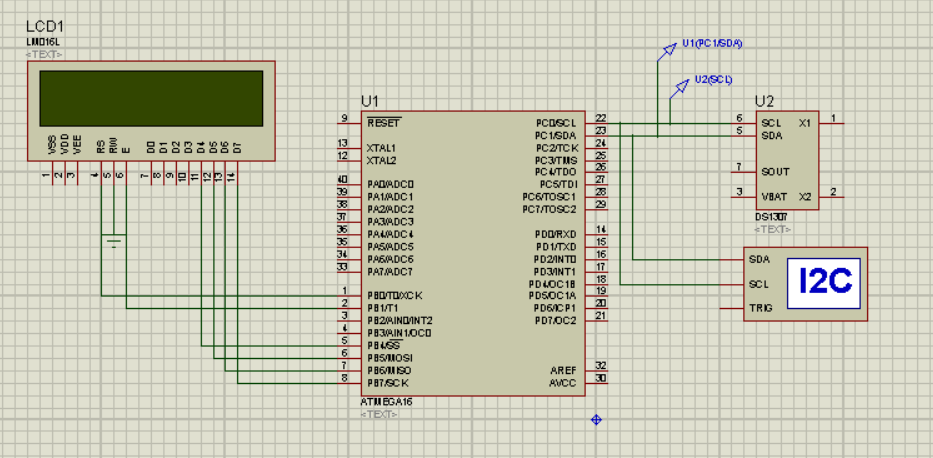 LCD1
LM016L
<TEXT>
VSS
VDD
VEE
RS
RW
E
D0
D1
D2
D3
D4
D5
D6
D7
1
2
3
4
5
6
7
8
9
10
11
12
13
14
U1
9 RESET
13 XTAL1
12 XTAL2
40 PA0/ADC0
39 PA1/ADC1
38 PA2/ADC2
37 PA3/ADC3
36 PA4/ADC4
35 PA5/ADC5
34 PA6/ADC6
33 PA7/ADC7
1 PB0/T0/XCK
2 PB1/T1
3 PB2/AIN0/INT2
4 PB3/AIN1/OC0
5 PB4/SS
6 PB5/MOSI
7 PB6/MISO
8 PB7/SCK
PC0/SCL 22
PC1/SDA 23
PC2/TCK 24
PC3/TMS 25
PC4/TDO 26
PC5/TDI 27
PC6/TOSC1 28
PC7/TOSC2 29
PD0/RXD 14
PD1/TXD 15
PD2/INT0 16
PD3/INT1 17
PD4/OC1B 18
PD5/OC1A 19
PD6/ICP1 20
PD7/OC2 21
AREF 32
AVCC 30
ATMEGA16
<TEXT>
U1(PC1/SDA)
U2(SCL)
U2
6 SCL X1 1
5 SDA
7 SOUT
3 VBAT X2 2
DS1307
<TEXT>
SDA
SCL
TRIG
I2C